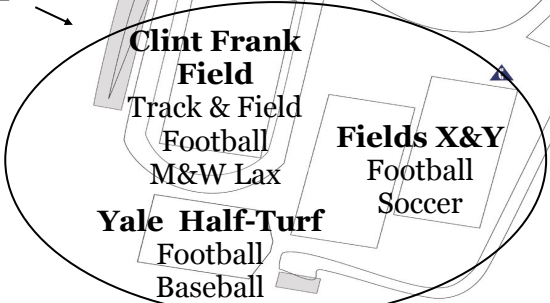 Clint Frank
Field
Track & Field
Football
M&W Lax
Fields X&Y
Football
Soccer
Yale Half-Turf
Football
Baseball